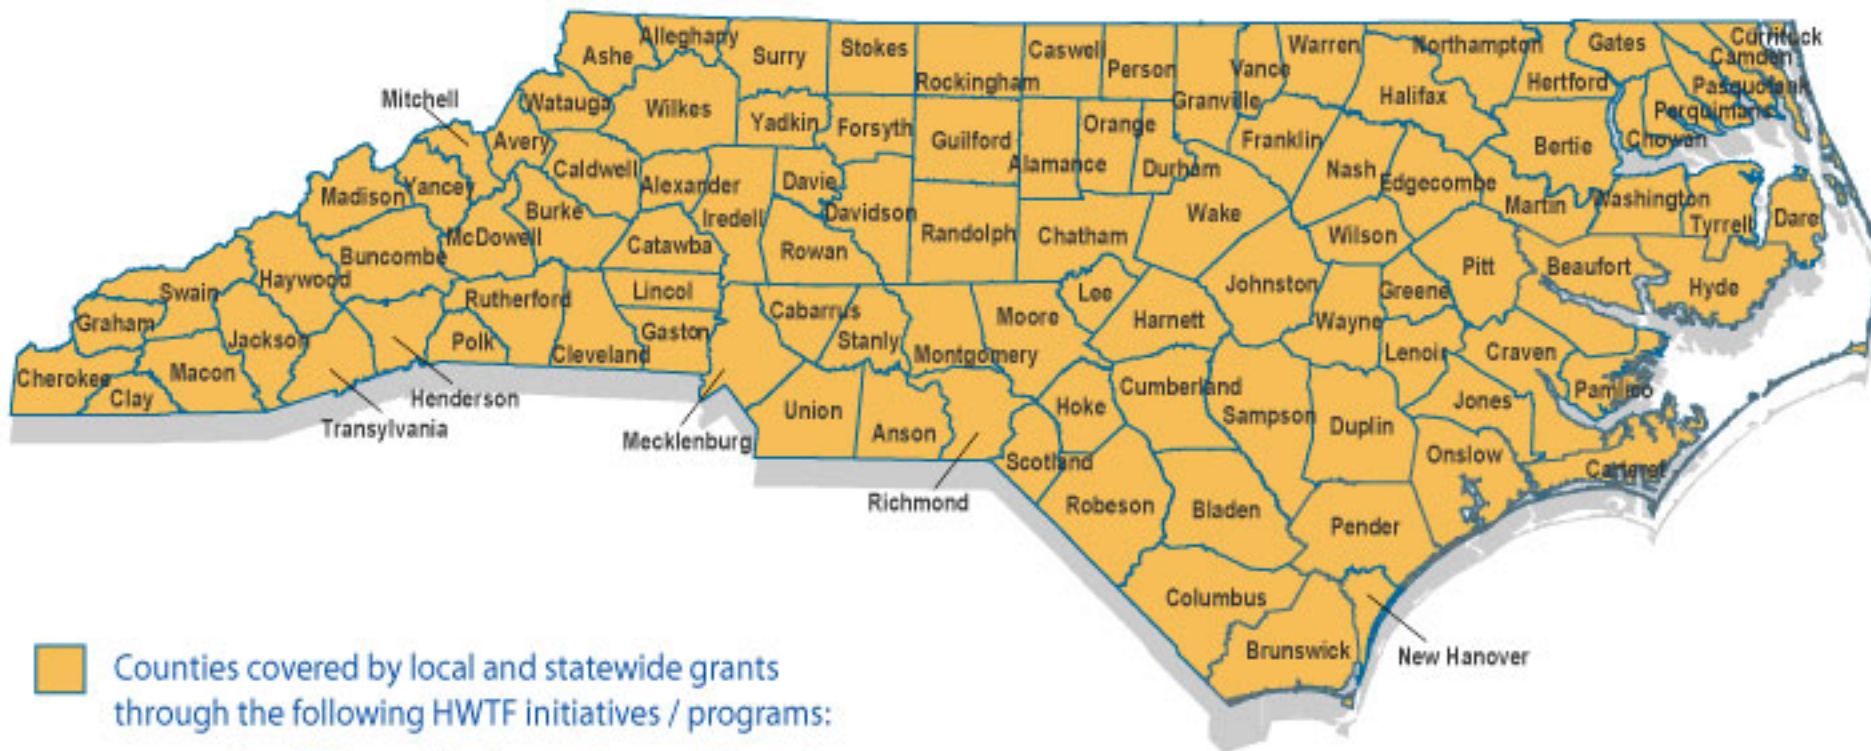 Ashe
Alleghany
Surry
Stokes
Rockingham
Caswell
Person
Granville
Vance
Warren
Northampton
Gates
Currituck
Camden
Pasquotank
Perquimans
Chowan
Hertford
Halifax
Mitchell
Watauga
Wilkes
Yadkin
Forsyth
Guilford
Alamance
Orange
Durham
Franklin
Nash
Edgecombe
Bertie
Avery
Caldwell
Alexander
Iredell
Davie
Davidson
Randolph
Chatham
Wake
Wilson
Martin
Washington
Tyrrell
Dare
Madison
Yancey
McDowell
Burke
Catawba
Rowan
Johnston
Greene
Pitt
Beaufort
Hyde
Swain
Haywood
Buncombe
Rutherford
Lincol
Cabarrus
Stanly
Montgomery
Moore
Lee
Harnett
Wayne
Lenoir
Craven
Pamlico
Graham
Jackson
Polk
Cleveland
Gaston
Cherokee
Clay
Macon
Henderson
Transylvania
Mecklenburg
Union
Anson
Richmond
Hoke
Cumberland
Sampson
Duplin
Jones
Onslow
Carteret
Scotland
Robeson
Bladen
Pender
Columbus
Brunswick
New Hanover
Counties covered by local and statewide grants
through the following HWTF initiatives / programs: